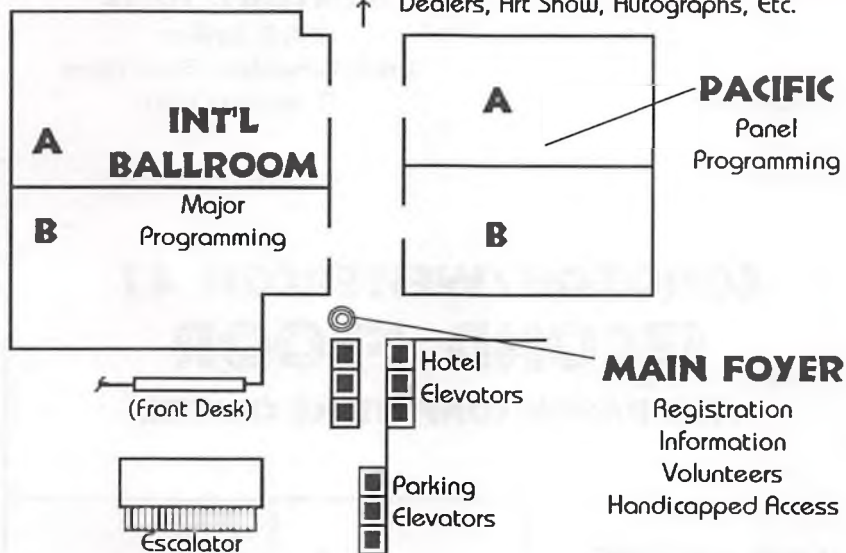 ↑ Dealers, Art Show, Autographs, Etc.
A
INT'L
BALLROOM
B
Major
Programming
A
B
PACIFIC
Panel
Programming
(Front Desk)
Hotel
Elevators
MAIN FOYER
Registration
Information
Volunteers
Handicapped Access
Parking
Elevators
Escalator